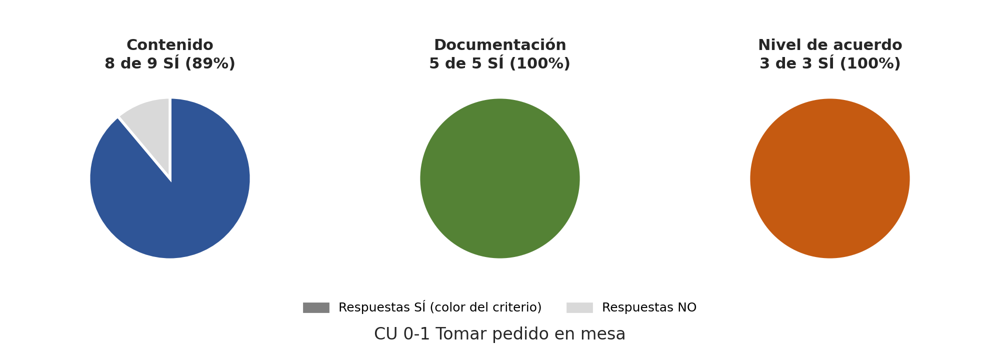 Contenido
8 de 9 SÍ (89%)
Documentación
5 de 5 SÍ (100%)
Nivel de acuerdo
3 de 3 SÍ (100%)
Respuestas SÍ (color del criterio)
Respuestas NO
CU 0-1 Tomar pedido en mesa